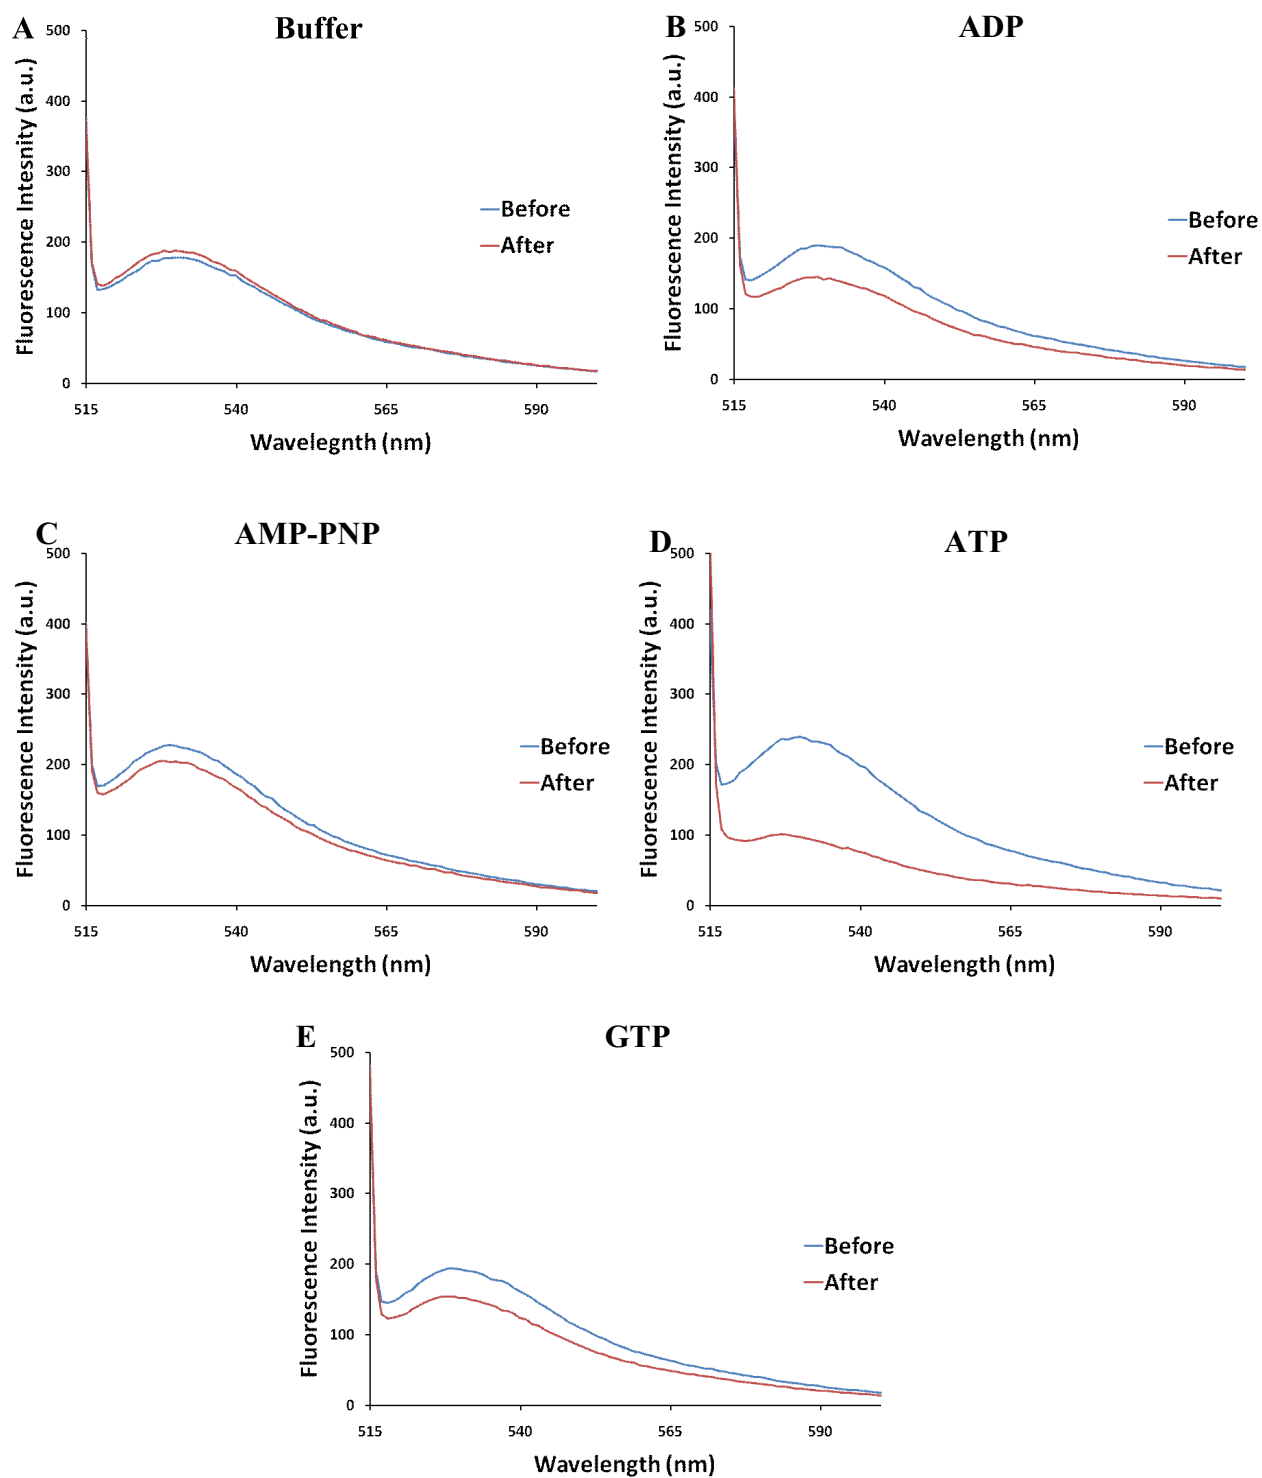 A Buffer
Fluorescence Intesnity (a.u.)
500
400
300
200
100
0
515 540 565 590
Wavelegnth (nm)
Before
After
B ADP
Fluorescence Intensity (a.u.)
500
400
300
200
100
0
515 540 565 590
Wavelength (nm)
Before
After
C AMP-PNP
Fluorescence Intensity (a.u.)
500
400
300
200
100
0
515 540 565 590
Wavelength (nm)
Before
After
D ATP
Fluorescence Intensity (a.u.)
500
400
300
200
100
0
515 540 565 590
Wavelength (nm)
Before
After
E GTP
Fluorescence Intensity (a.u.)
500
400
300
200
100
0
515 540 565 590
Wavelength (nm)
Before
After